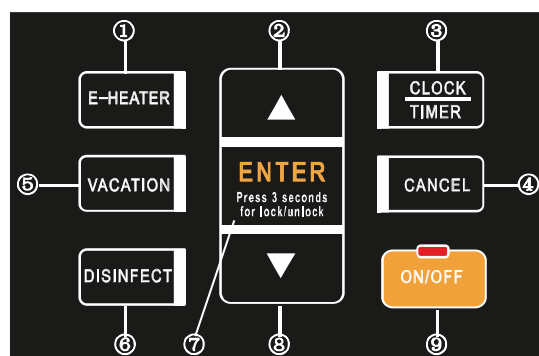 ① ② ③
E-HEATER
▲
CLOCK
TIMER
⑤ VACATION
ENTER
Press 3 seconds
for lock/unlock
CANCEL ④
DISINFECT
▼
ON/OFF
⑥ ⑦ ⑧ ⑨